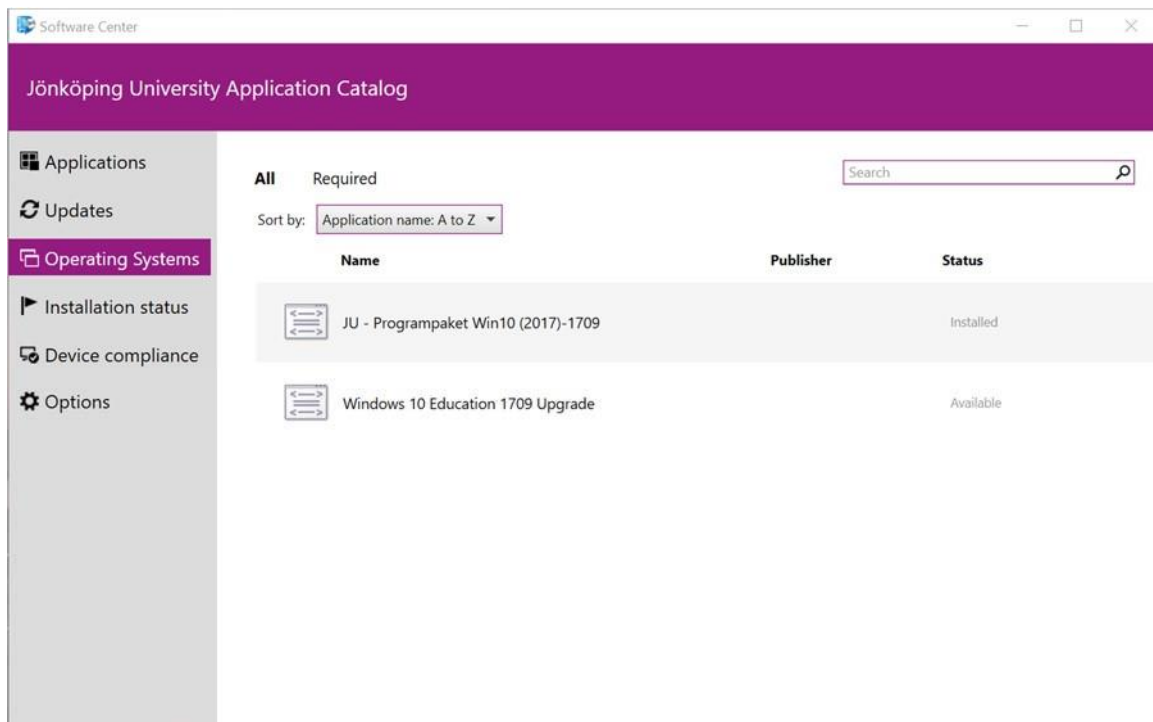 Software Center
Jönköping University Application Catalog
Applications
Updates
Operating Systems
Installation status
Device compliance
Options
All Required
Search
Sort by: Application name: A to Z
Name Publisher Status
JU - Programpaket Win10 (2017)-1709 Installed
Windows 10 Education 1709 Upgrade Available